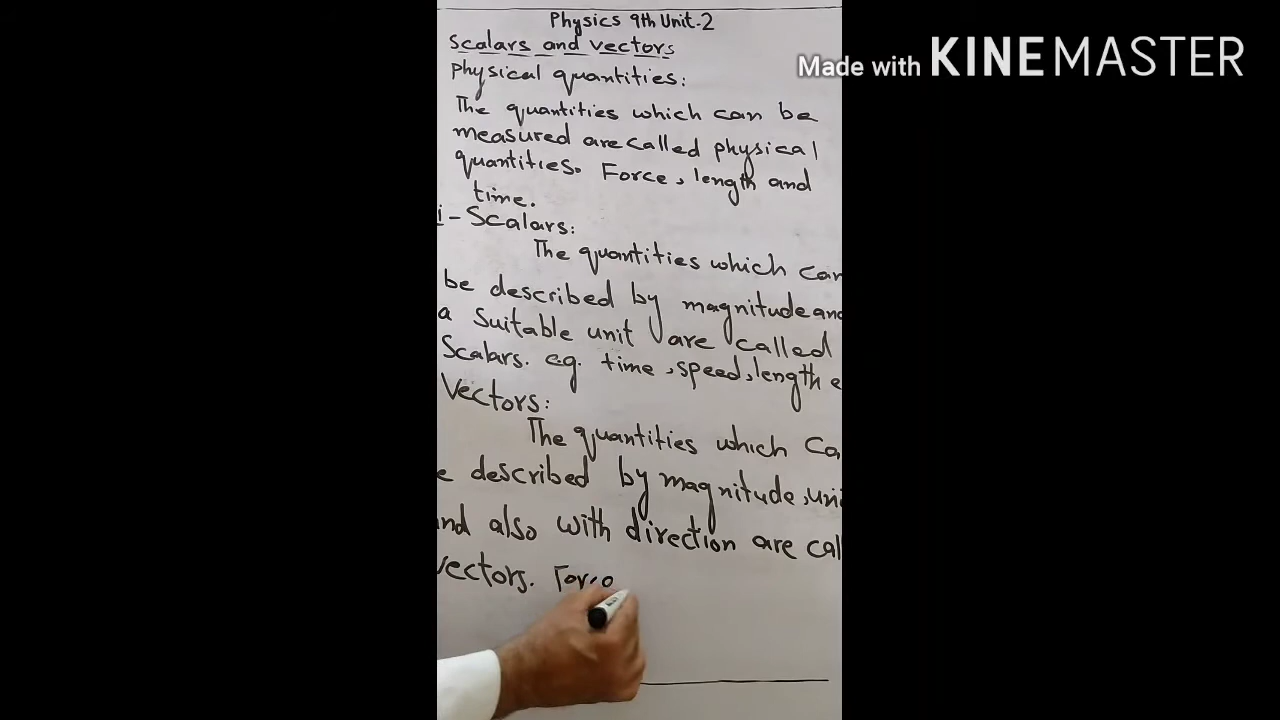 Physics 9th Unit-2
Scalars and vectors
Made with KINEMASTER
Physical quantities:
The quantities which can be
measured are called physical
quantities. Force, length and
time.
i- Scalars:
The quantities which can
be described by magnitude and
a Suitable unit are called
Scalars. eg. time, speed, length e
Vectors:
The quantities which Ca
e described by magnitude, uni
nd also with direction are cal
vectors. Force